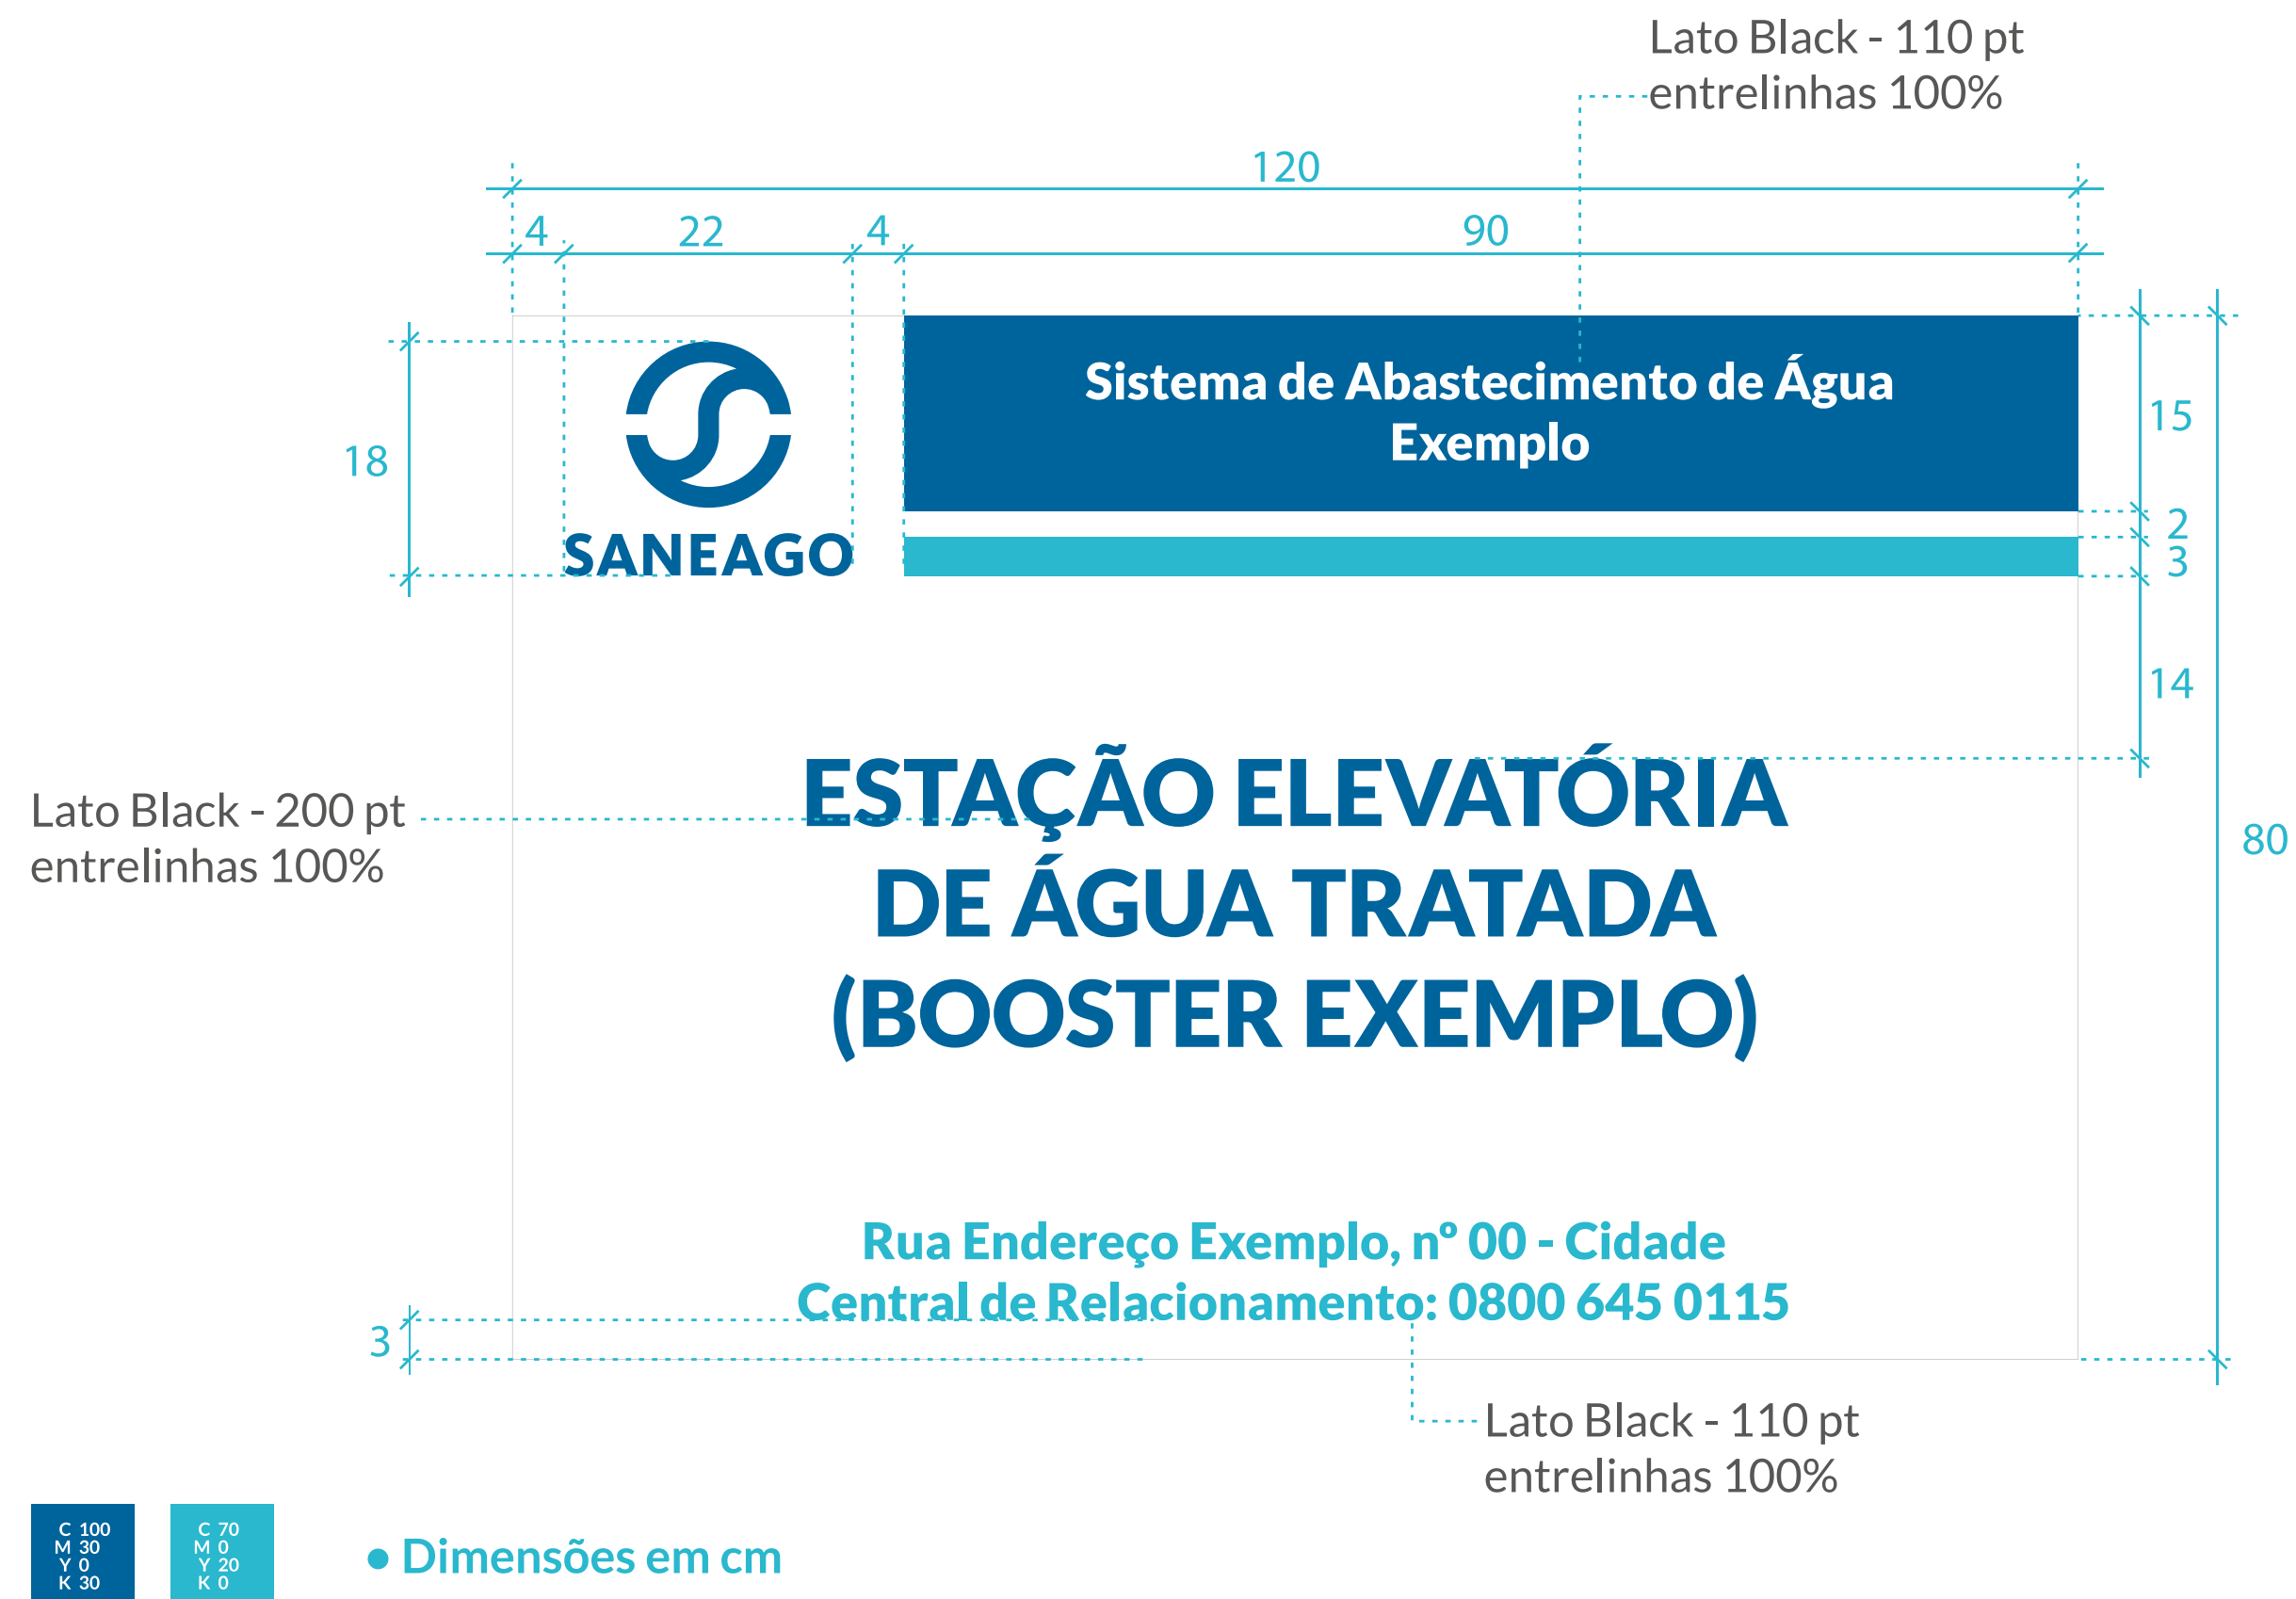 Lato Black - 110 pt
entrelinhas 100%
120
4
22
4
90
Sistema de Abastecimento de Água
Exemplo
SANEAGO
18
15
2
3
14
Lato Black - 200 pt
entrelinhas 100%
ESTAÇÃO ELEVATÓRIA
DE ÁGUA TRATADA
(BOOSTER EXEMPLO)
80
Rua Endereço Exemplo, nº 00 - Cidade
Central de Relacionamento: 0800 645 0115
3
Lato Black - 110 pt
entrelinhas 100%
C 100
M 30
Y 0
K 30
C 70
M 0
Y 20
K 0
• Dimensões em cm